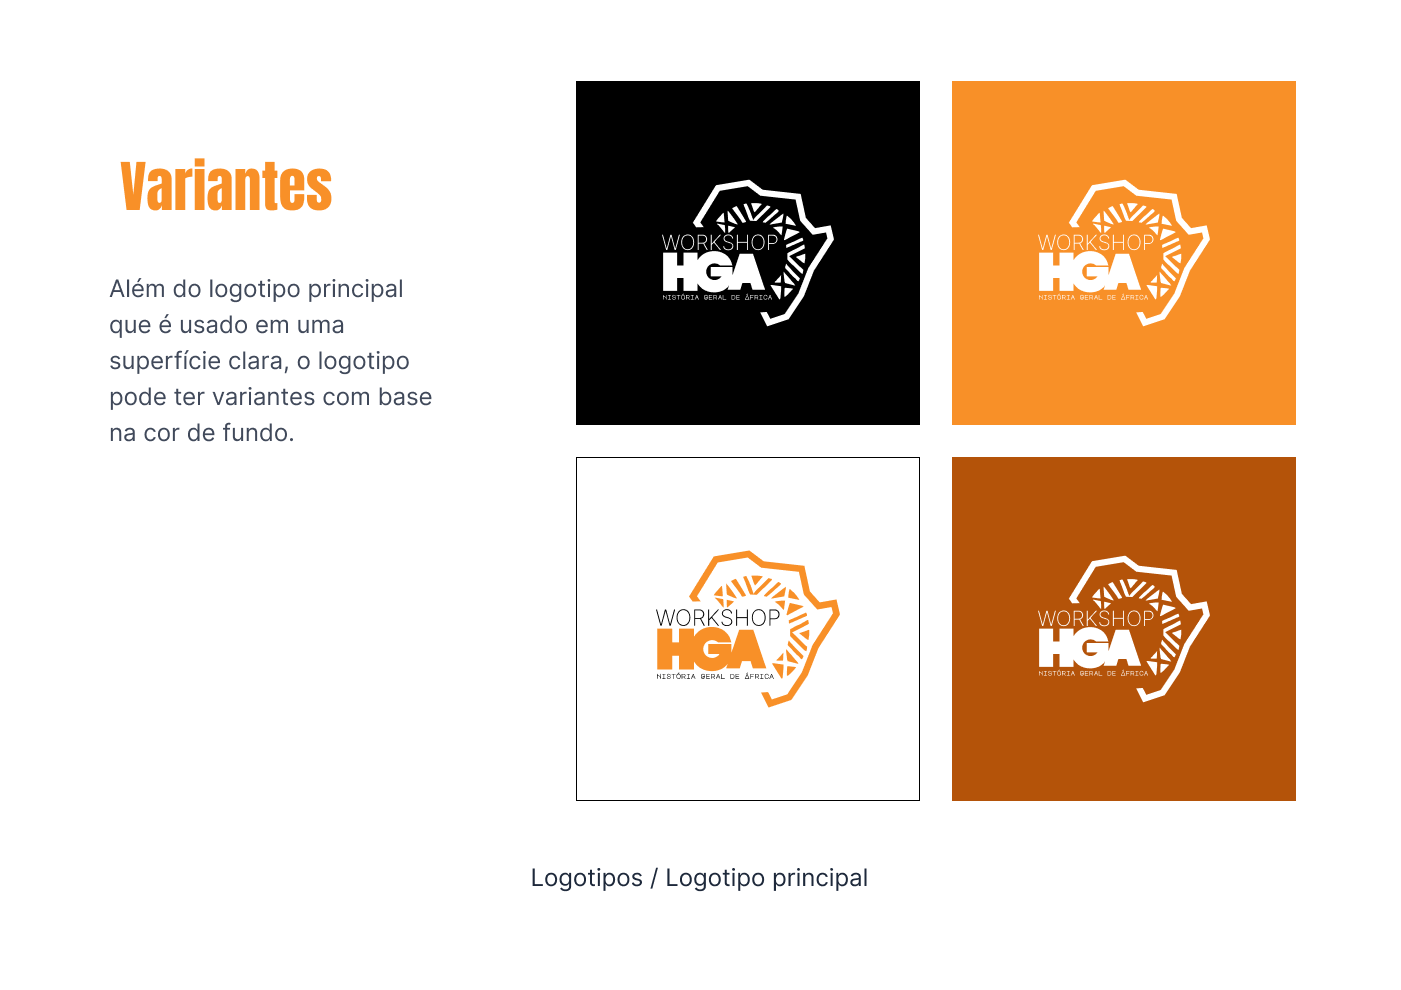 Variantes
Além do logotipo principal
que é usado em uma
superfície clara, o logotipo
pode ter variantes com base
na cor de fundo.
WORKSHOP
HGA
HISTÓRIA GERAL DE ÁFRICA
WORKSHOP
HGA
HISTÓRIA GERAL DE ÁFRICA
WORKSHOP
HGA
HISTÓRIA GERAL DE ÁFRICA
WORKSHOP
HGA
HISTÓRIA GERAL DE ÁFRICA
Logotipos / Logotipo principal